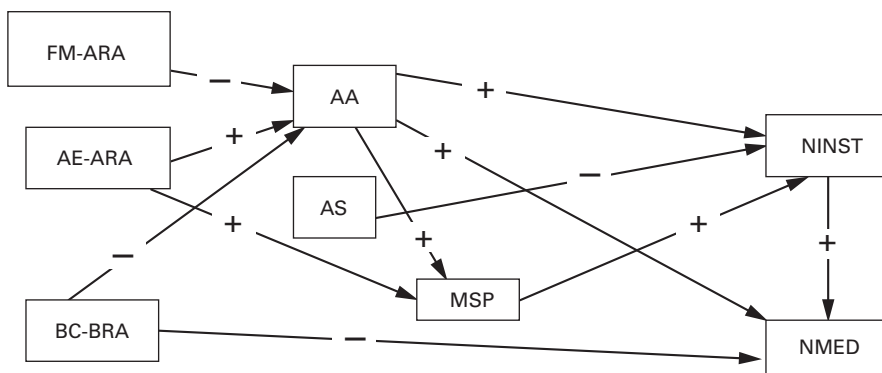 FM-ARA
−
AA
+
NINST
AE-ARA
+
+
AS
−
+
+
+
+
−
MSP
BC-BRA
−
NMED